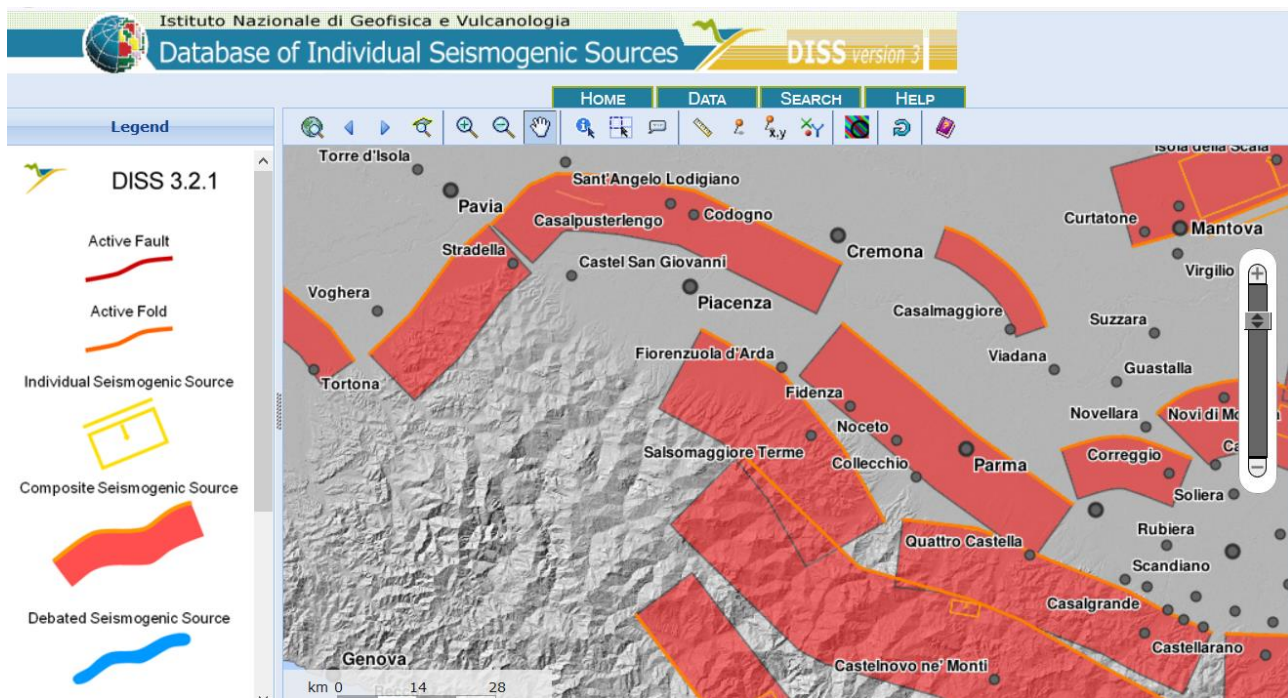 Istituto Nazionale di Geofisica e Vulcanologia
Database of Individual Seismogenic Sources
DISS version 3
HOME
DATA
SEARCH
HELP
Legend
DISS 3.2.1
Active Fault
Active Fold
Individual Seismogenic Source
Composite Seismogenic Source
Debated Seismogenic Source
x,y
Isola della Scala
Torre d'Isola
Sant'Angelo Lodigiano
Pavia
Casalpusterlengo
Codogno
Curtatone
Mantova
Stradella
Cremona
Castel San Giovanni
Virgilio
Voghera
Piacenza
Casalmaggiore
Suzzara
Fiorenzuola d'Arda
Viadana
Guastalla
Tortona
Fidenza
Novellara
Novi di Mo
Noceto
Salsomaggiore Terme
Collecchio
Parma
Correggio
Ca
Soliera
Quattro Castella
Rubiera
Scandiano
Casalgrande
Castellarano
Genova
Castelnovo ne' Monti
km 0 14 28